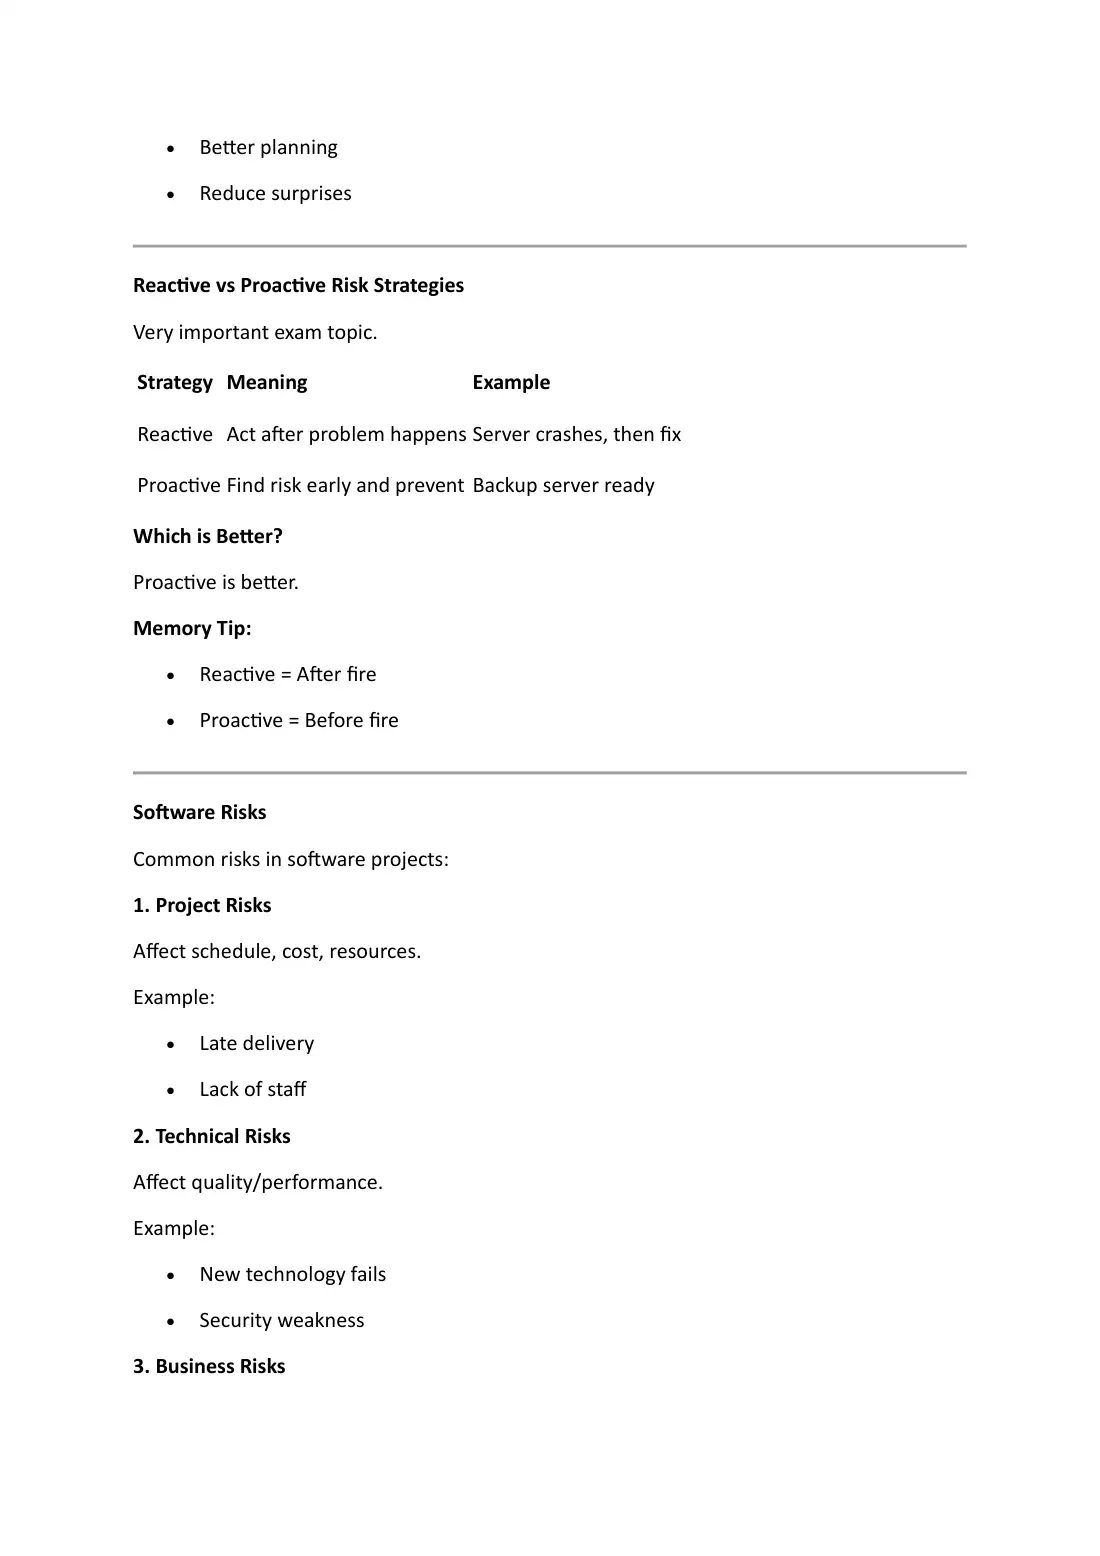 • Better planning
• Reduce surprises
Reactive vs Proactive Risk Strategies
Very important exam topic.
Strategy Meaning Example
Reactive Act after problem happens Server crashes, then fix
Proactive Find risk early and prevent Backup server ready
Which is Better?
Proactive is better.
Memory Tip:
• Reactive = After fire
• Proactive = Before fire
Software Risks
Common risks in software projects:
1. Project Risks
Affect schedule, cost, resources.
Example:
• Late delivery
• Lack of staff
2. Technical Risks
Affect quality/performance.
Example:
• New technology fails
• Security weakness
3. Business Risks